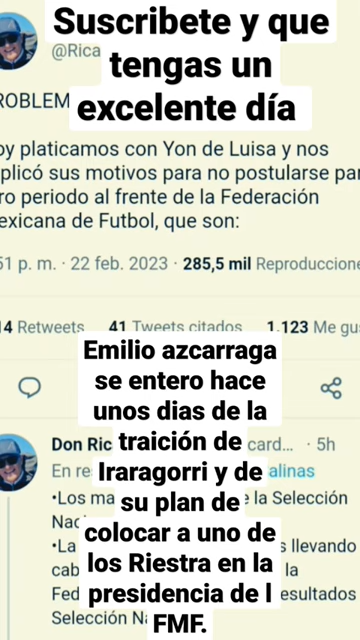 Suscribete y que
tengas un
excelente día
@Rica
ROBLEM
oy platicamos con Yon de Luisa y nos
plicó sus motivos para no postularse par
ro periodo al frente de la Federación
exicana de Futbol, que son:
51 p. m. · 22 feb. 2023 · 285,5 mil Reproduccione
14 Retweets 41 Tweets citados 1.123 Me gus
Emilio azcarraga
se entero hace
unos dias de la
traición de
Iraragorri y de
su plan de
colocar a uno de
los Riestra en la
presidencia de l
FMF.
Don Ric card... · 5h
En re alinas
•Los ma e la Selección
Nac
•La s llevando
cab la
Fed esultados
Selección Na